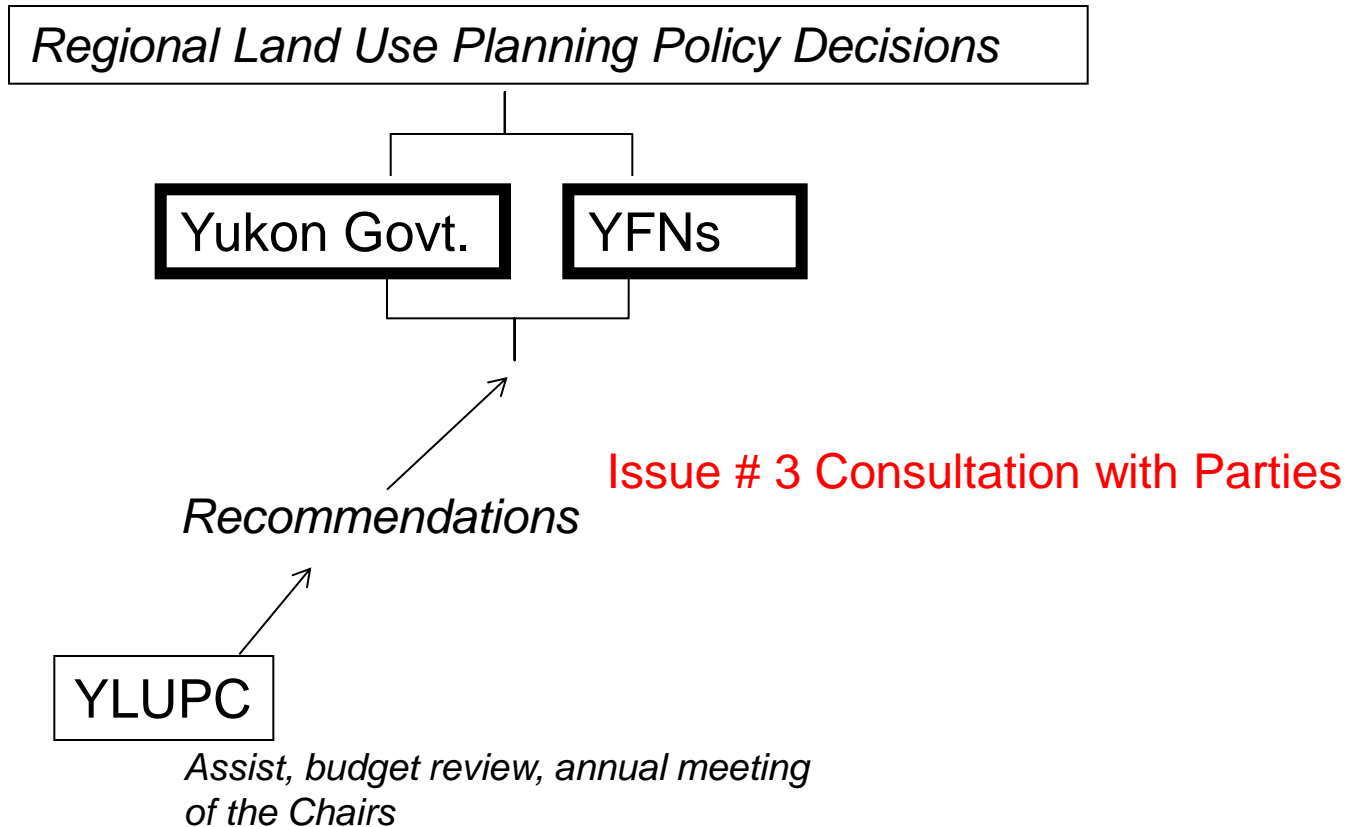 Regional Land Use Planning Policy Decisions
Yukon Govt.
YFNs
Issue # 3 Consultation with Parties
Recommendations
YLUPC
Assist, budget review, annual meeting
of the Chairs